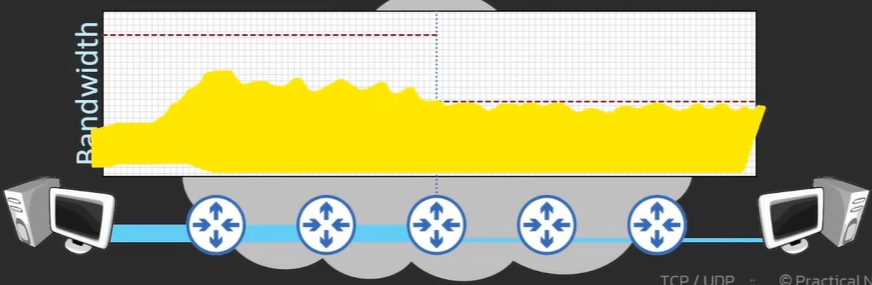 Bandwidth
TCP / UDP :: © Practical N